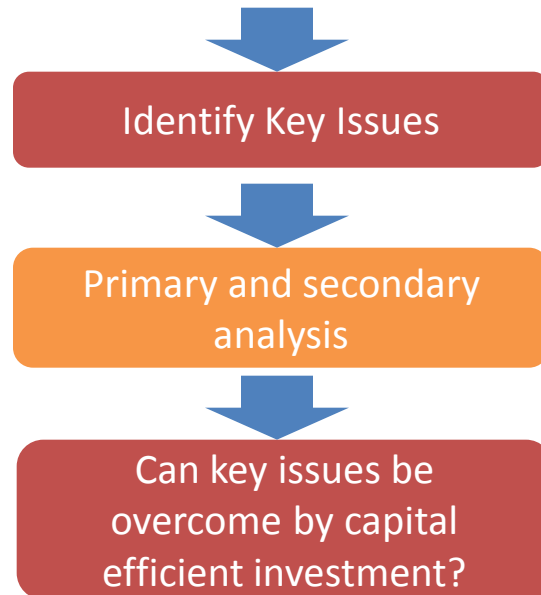 Identify Key Issues
Primary and secondary
analysis
Can key issues be
overcome by capital
efficient investment?